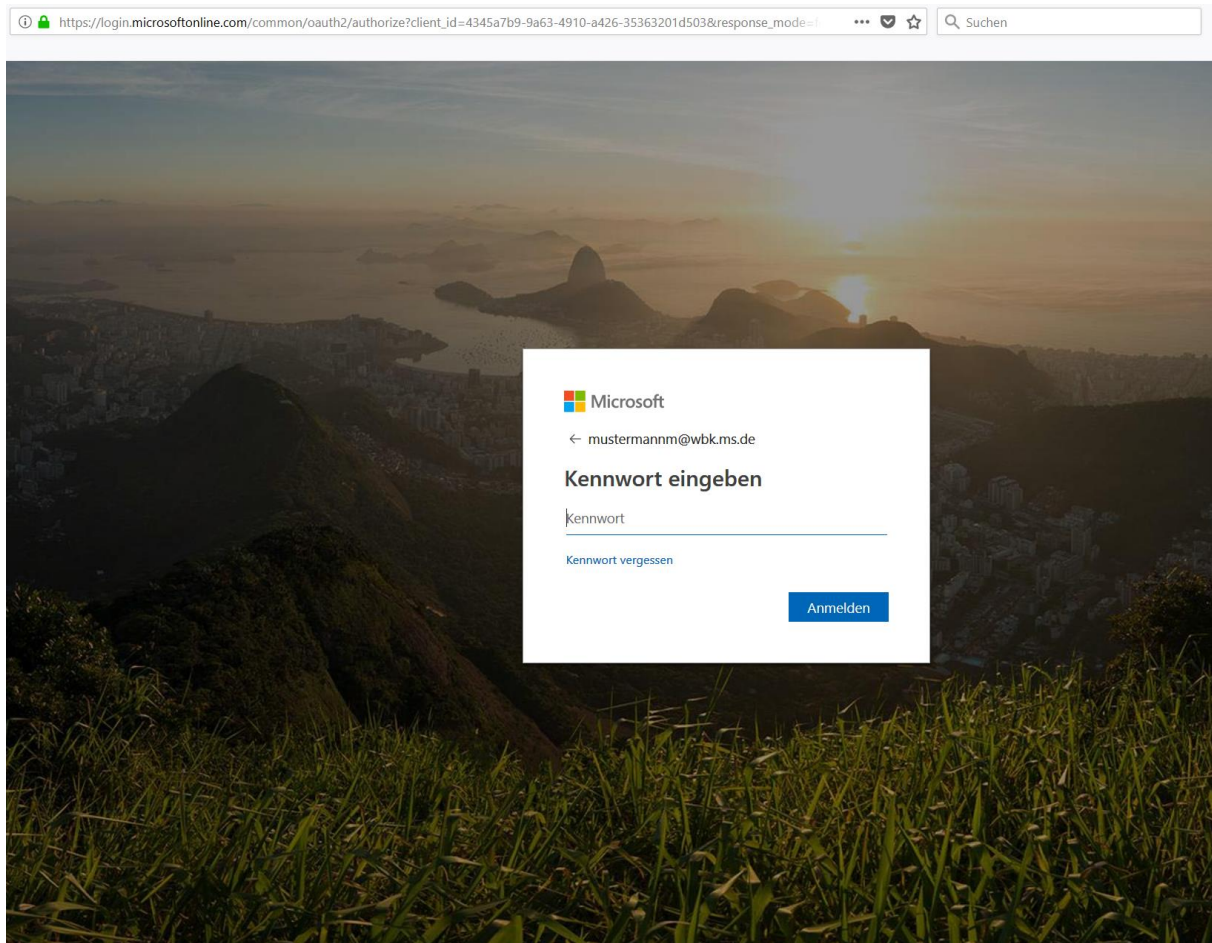 https://login.microsoftonline.com/common/oauth2/authorize?client_id=4345a7b9-9a63-4910-a426-35363201d503&response_mode=
Suchen
Microsoft
← mustermannm@wbk.ms.de
Kennwort eingeben
Kennwort
Kennwort vergessen
Anmelden